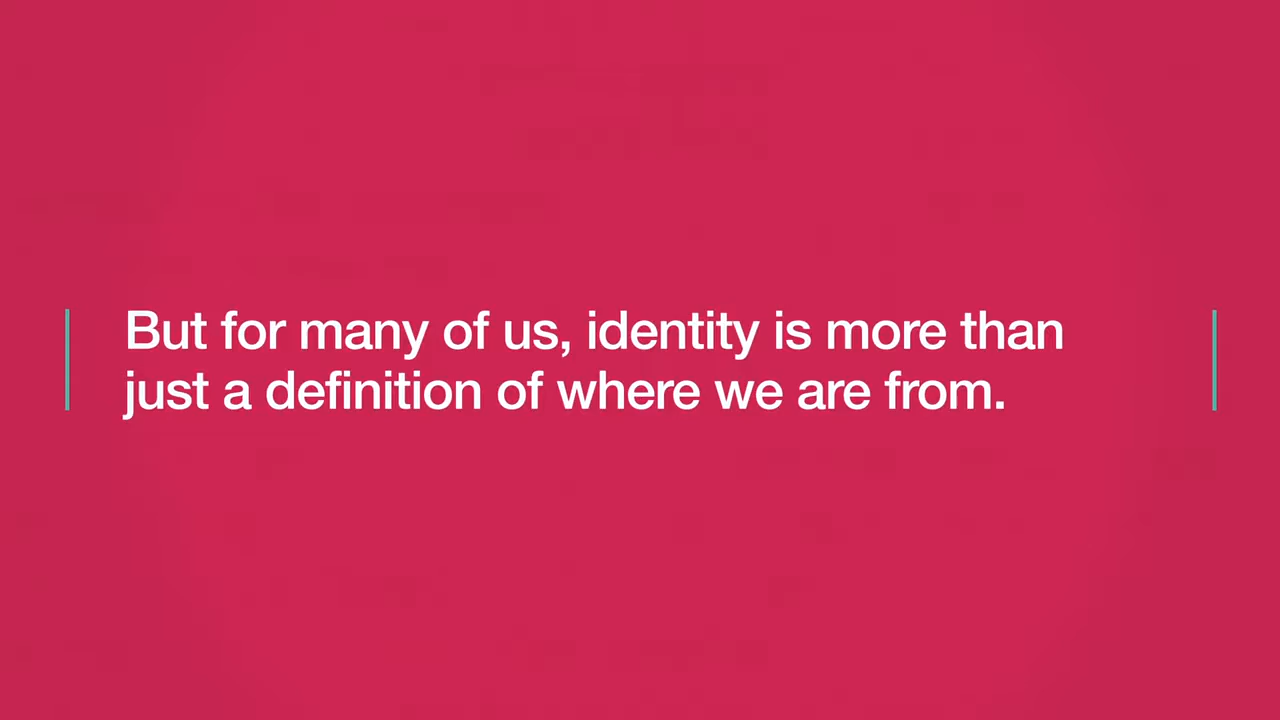 But for many of us, identity is more than
just a definition of where we are from.